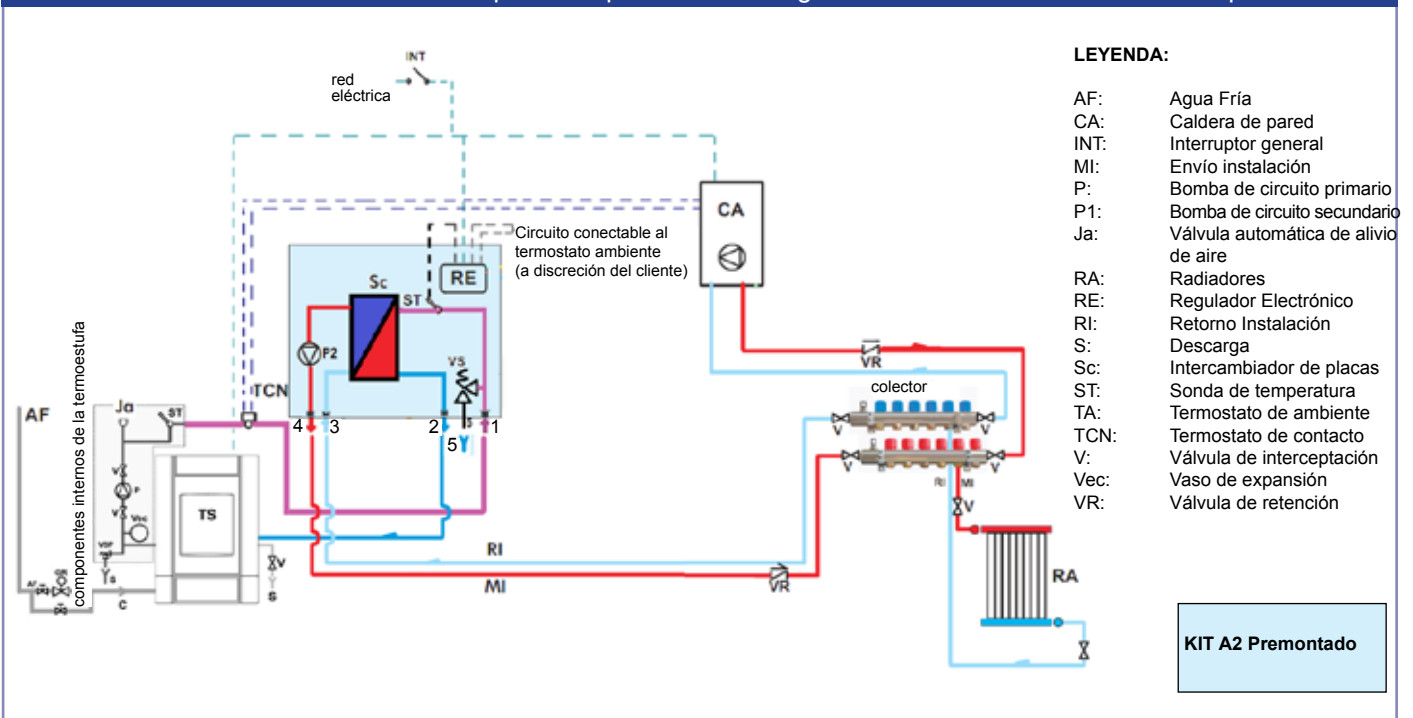 INT
red
eléctrica
CA
Circuito conectable al
termostato ambiente
(a discreción del cliente)
RE
Sc
ST
P2
VS
TCN
4
3
2
S
1
5
componentes internos de la termoestufa
AF
Ja
ST
V
P
V
Vec
VSP
S
TS
AF
C
V
S
RI
MI
VR
VR
colector
V
V
V
V
RI
MI
V
RA
V
LEYENDA:
AF: Agua Fría
CA: Caldera de pared
INT: Interruptor general
MI: Envío instalación
P: Bomba de circuito primario
P1: Bomba de circuito secundario
Ja: Válvula automática de alivio
de aire
RA: Radiadores
RE: Regulador Electrónico
RI: Retorno Instalación
S: Descarga
Sc: Intercambiador de placas
ST: Sonda de temperatura
TA: Termostato de ambiente
TCN: Termostato de contacto
V: Válvula de interceptación
Vec: Vaso de expansión
VR: Válvula de retención
KIT A2 Premontado